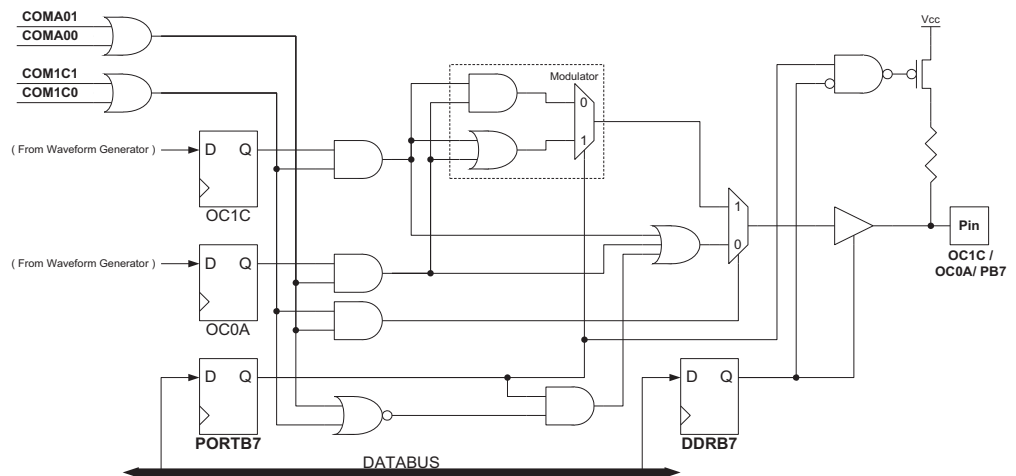 COMA01
COMA00
Vcc
COM1C1
COM1C0
Modulator
0
1
( From Waveform Generator )
D Q
OC1C
1
0
Pin
OC1C /
OC0A/ PB7
( From Waveform Generator )
D Q
OC0A
D Q
PORTB7
D Q
DDRB7
DATABUS